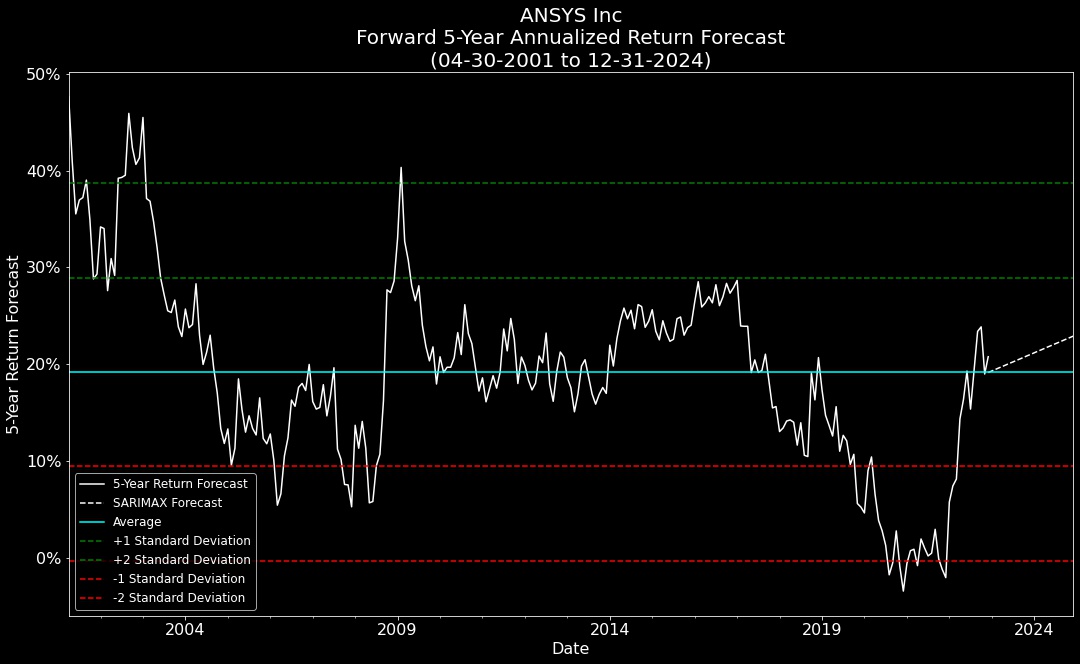 ANSYS Inc
Forward 5-Year Annualized Return Forecast
(04-30-2001 to 12-31-2024)
50%
40%
30%
20%
10%
0%
5-Year Return Forecast
5-Year Return Forecast
SARIMAX Forecast
Average
+1 Standard Deviation
+2 Standard Deviation
-1 Standard Deviation
-2 Standard Deviation
2004
2009
2014
2019
2024
Date